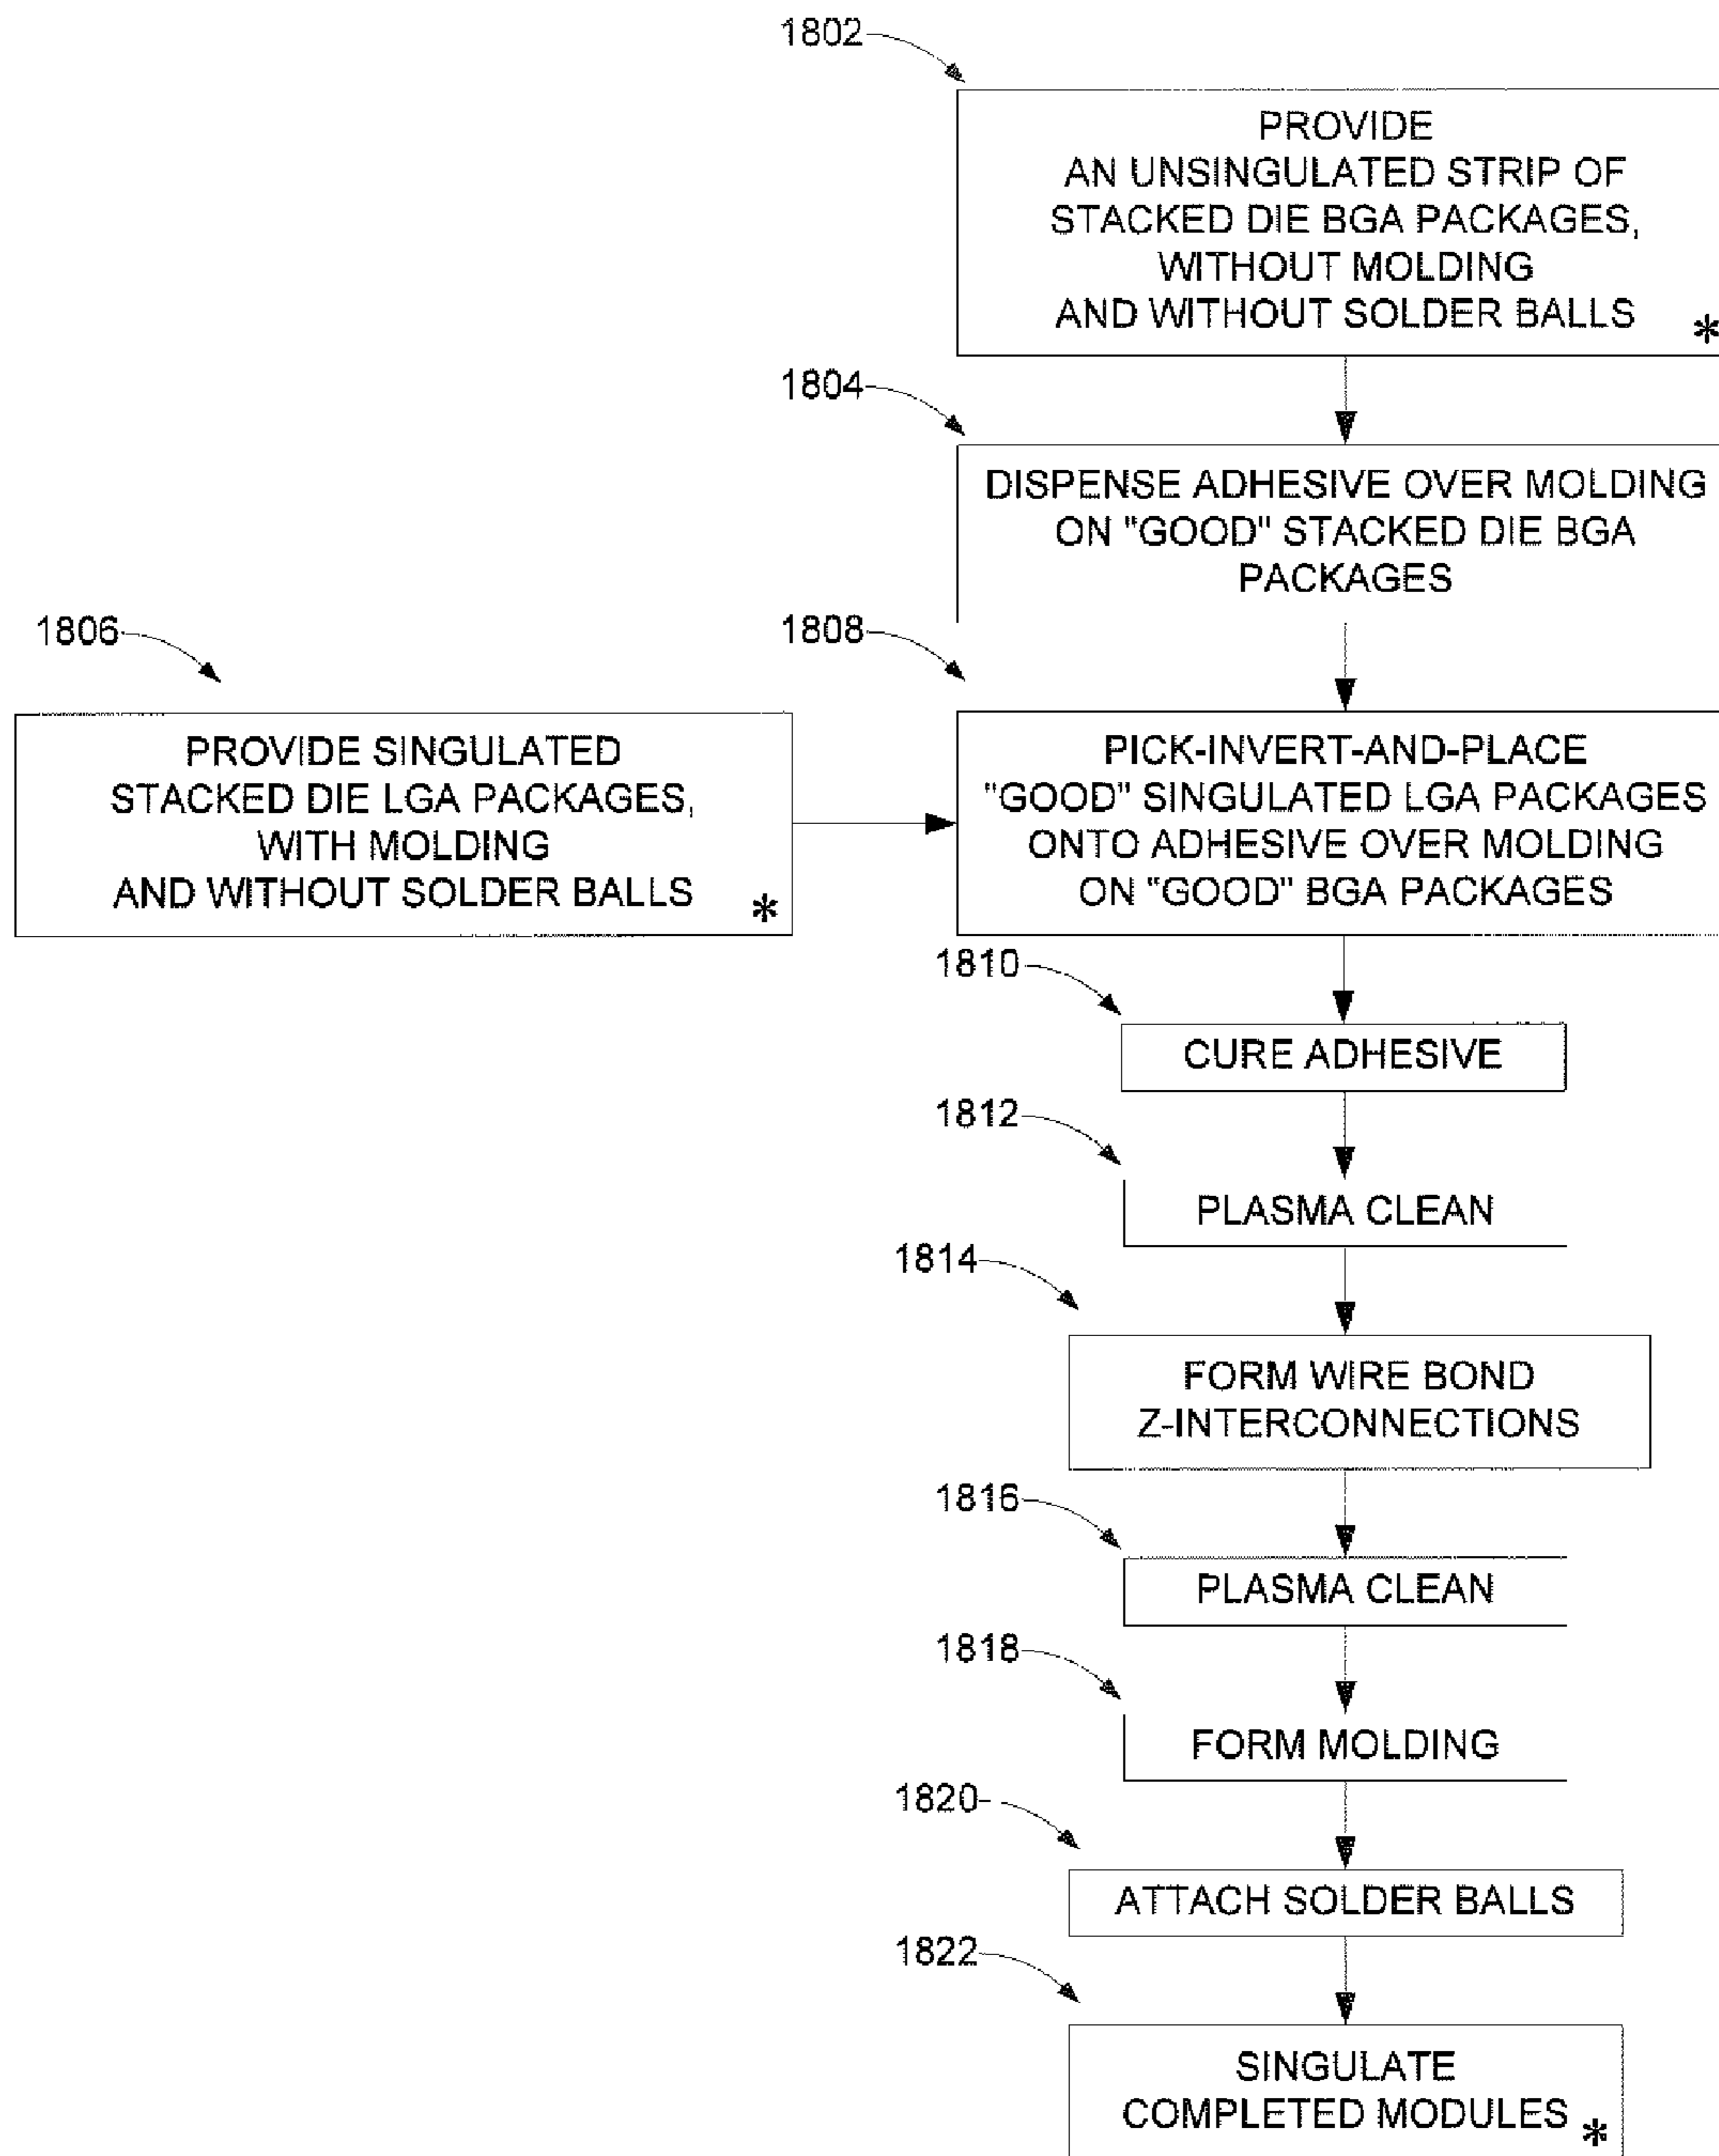 1802
PROVIDE
AN UNSINGULATED STRIP OF
STACKED DIE BGA PACKAGES,
WITHOUT MOLDING
AND WITHOUT SOLDER BALLS *
1804
DISPENSE ADHESIVE OVER MOLDING
ON "GOOD" STACKED DIE BGA
PACKAGES
1806
PROVIDE SINGULATED
STACKED DIE LGA PACKAGES,
WITH MOLDING
AND WITHOUT SOLDER BALLS *
1808
PICK-INVERT-AND-PLACE
"GOOD" SINGULATED LGA PACKAGES
ONTO ADHESIVE OVER MOLDING
ON "GOOD" BGA PACKAGES
1810
CURE ADHESIVE
1812
PLASMA CLEAN
1814
FORM WIRE BOND
Z-INTERCONNECTIONS
1816
PLASMA CLEAN
1818
FORM MOLDING
1820
ATTACH SOLDER BALLS
1822
SINGULATE
COMPLETED MODULES *